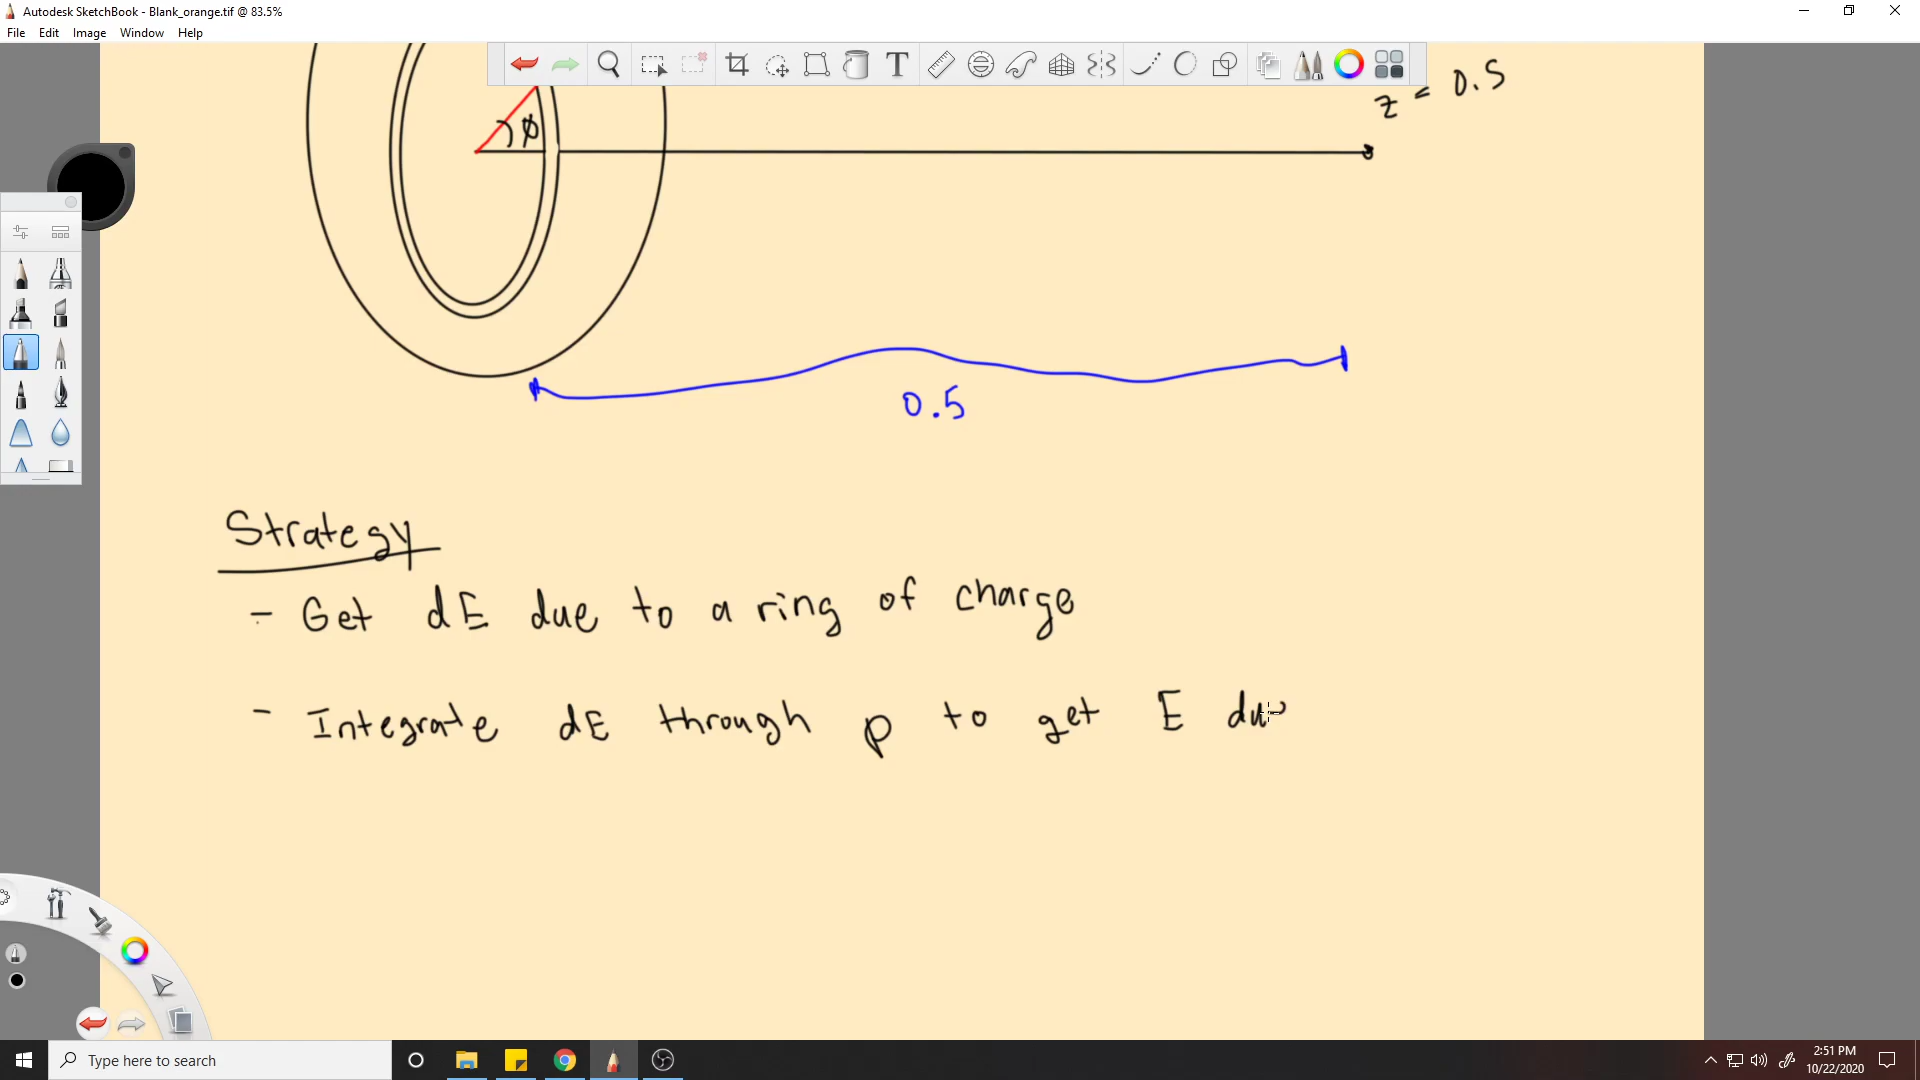 Autodesk SketchBook - Blank_orange.tif @ 83.5%
File Edit Image Window Help
T
z = 0.5
ϕ
0.5
Strategy
- Get dE due to a ring of charge
- Integrate dE through ρ to get E due
Type here to search
2:51 PM
10/22/2020